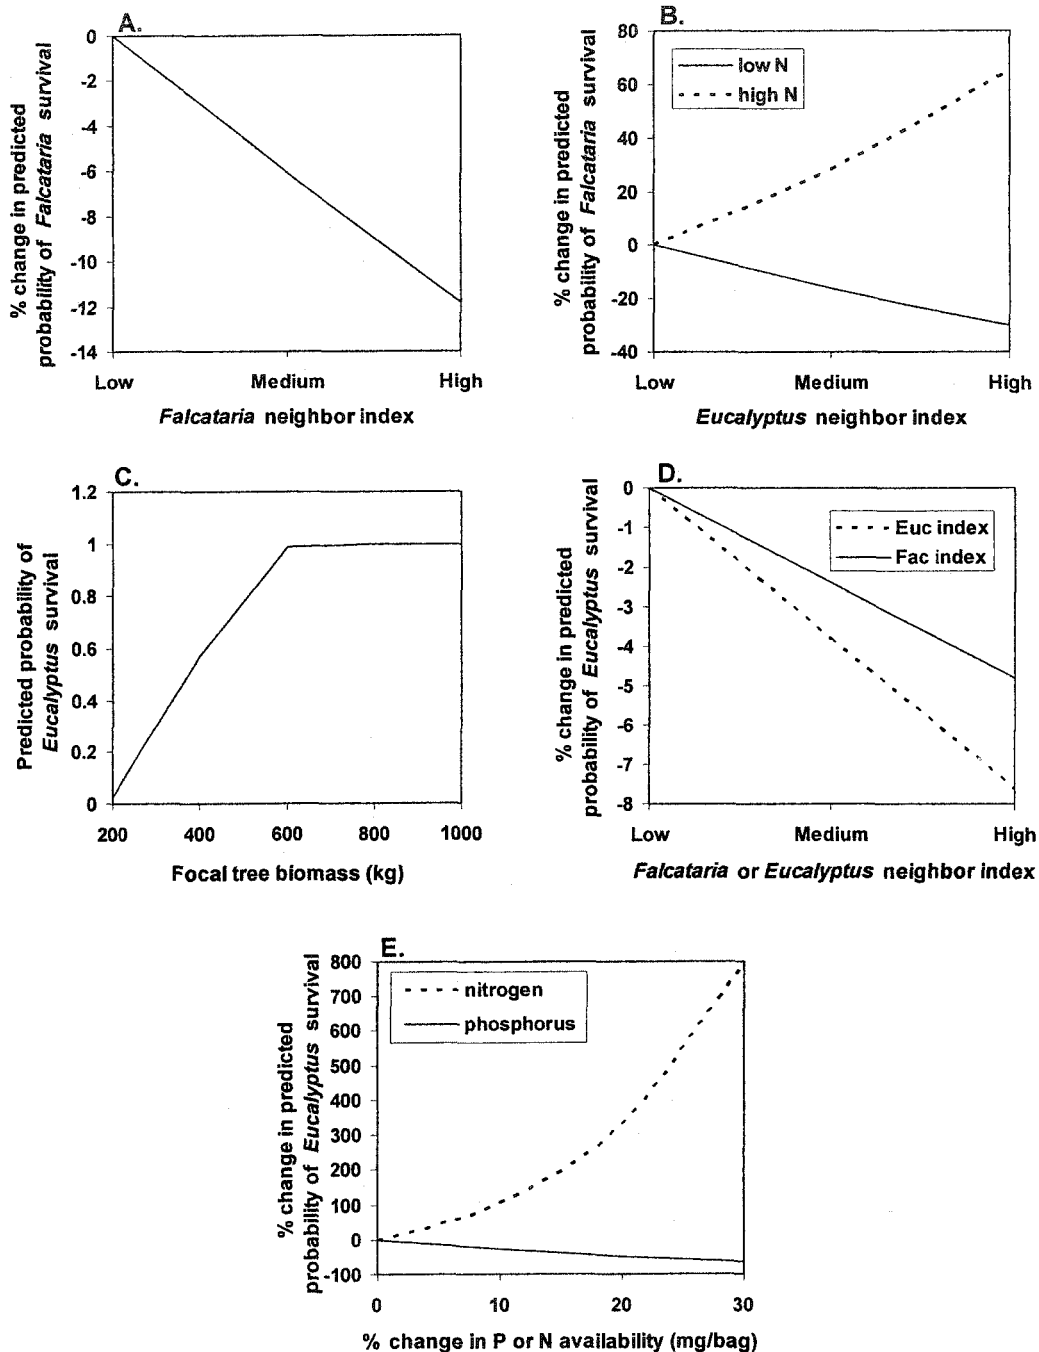 A.
0
-2
-4
-6
-8
-10
-12
-14
% change in predicted
probability of Falcataria survival
Low
Medium
High
Falcataria neighbor index
B.
80
60
40
20
0
-20
-40
% change in predicted
probability of Falcataria survival
low N
high N
Low
Medium
High
Eucalyptus neighbor index
C.
1.2
1
0.8
0.6
0.4
0.2
0
Predicted probability of
Eucalyptus survival
200
400
600
800
1000
Focal tree biomass (kg)
D.
0
-1
-2
-3
-4
-5
-6
-7
-8
% change in predicted
probability of Eucalyptus survival
Euc index
Fac index
Low
Medium
High
Falcataria or Eucalyptus neighbor index
E.
800
700
600
500
400
300
200
100
0
-100
% change in predicted
probability of Eucalyptus survival
nitrogen
phosphorus
0
10
20
30
% change in P or N availability (mg/bag)